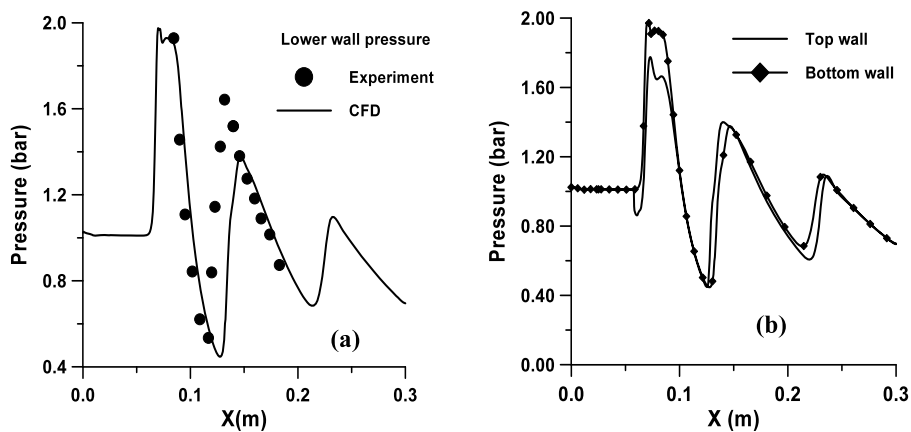 2.0
1.6
1.2
0.8
0.4
Pressure (bar)
Lower wall pressure
Experiment
CFD
(a)
0.0 0.1 0.2 0.3
X(m)
2.00
1.60
1.20
0.80
0.40
0.00
Pressure (bar)
Top wall
Bottom wall
(b)
0.0 0.1 0.2 0.3
X (m)